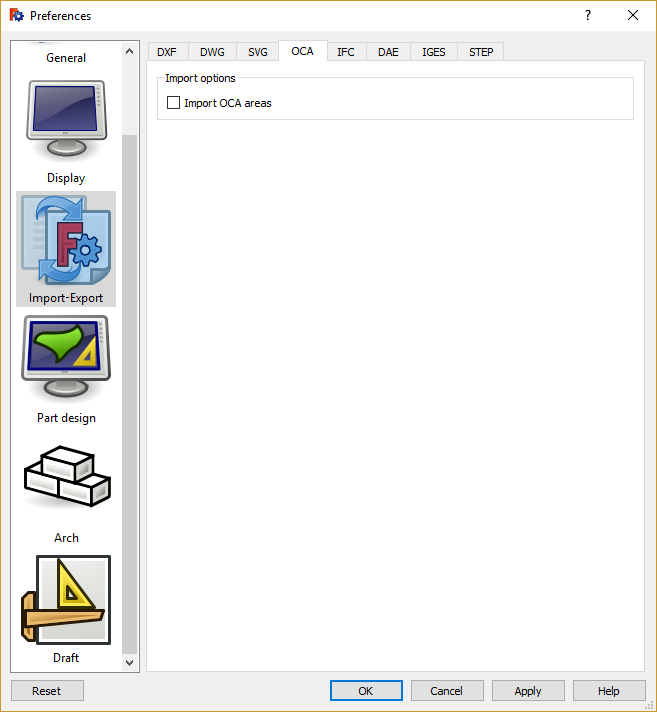 Preferences
General
Display
Import-Export
Part design
Arch
Draft
DXF DWG SVG OCA IFC DAE IGES STEP
Import options
Import OCA areas
Reset OK Cancel Apply Help